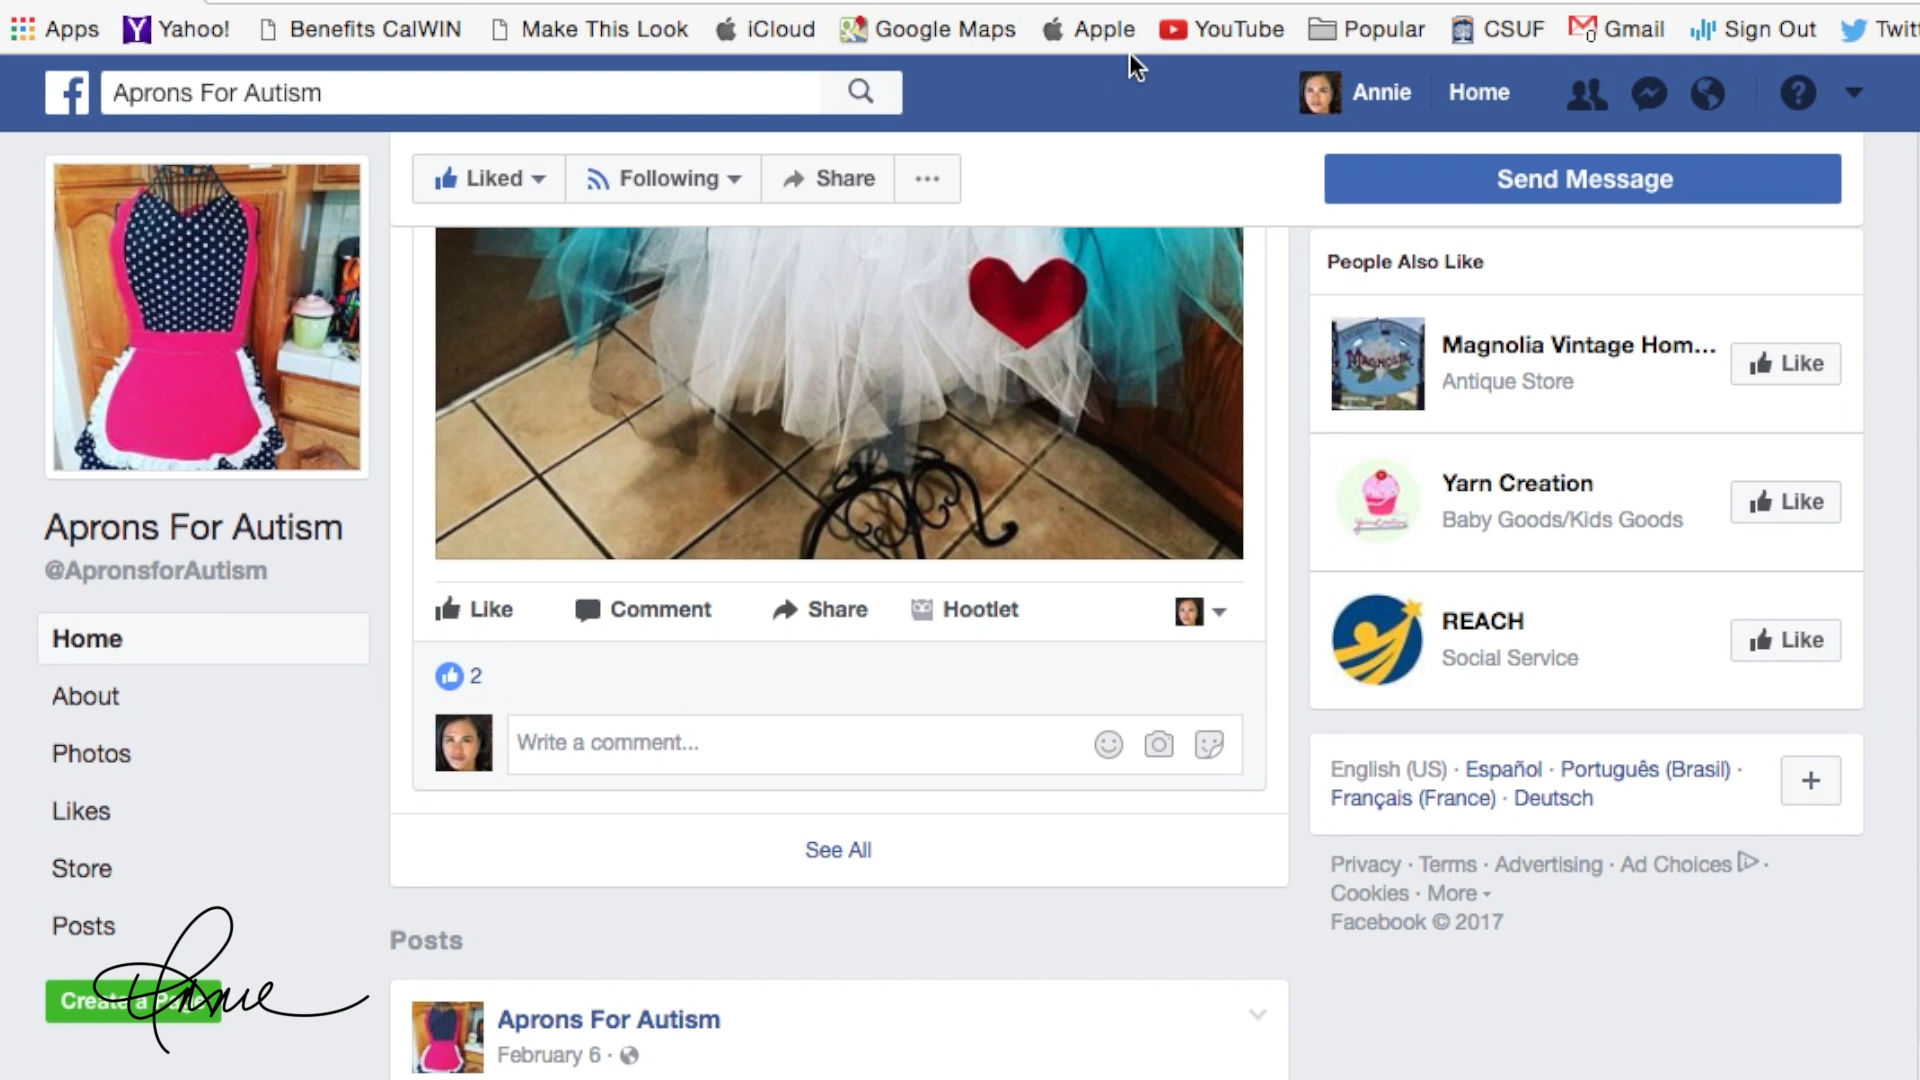 Apps Yahoo! Benefits CalWIN Make This Look iCloud Google Maps Apple YouTube Popular CSUF Gmail Sign Out
Aprons For Autism
Annie Home
Liked Following Share ...
Send Message
Aprons For Autism
@ApronsforAutism
Home
About
Photos
Likes
Store
Posts
Create a
Annie
Like Comment Share Hootlet
2
Write a comment...
See All
Posts
Aprons For Autism
February 6 ·
People Also Like
Magnolia Vintage Hom...
Antique Store
Like
Yarn Creation
Baby Goods/Kids Goods
Like
REACH
Social Service
Like
English (US) · Español · Português (Brasil) ·
Français (France) · Deutsch
Privacy · Terms · Advertising · Ad Choices ·
Cookies · More
Facebook © 2017